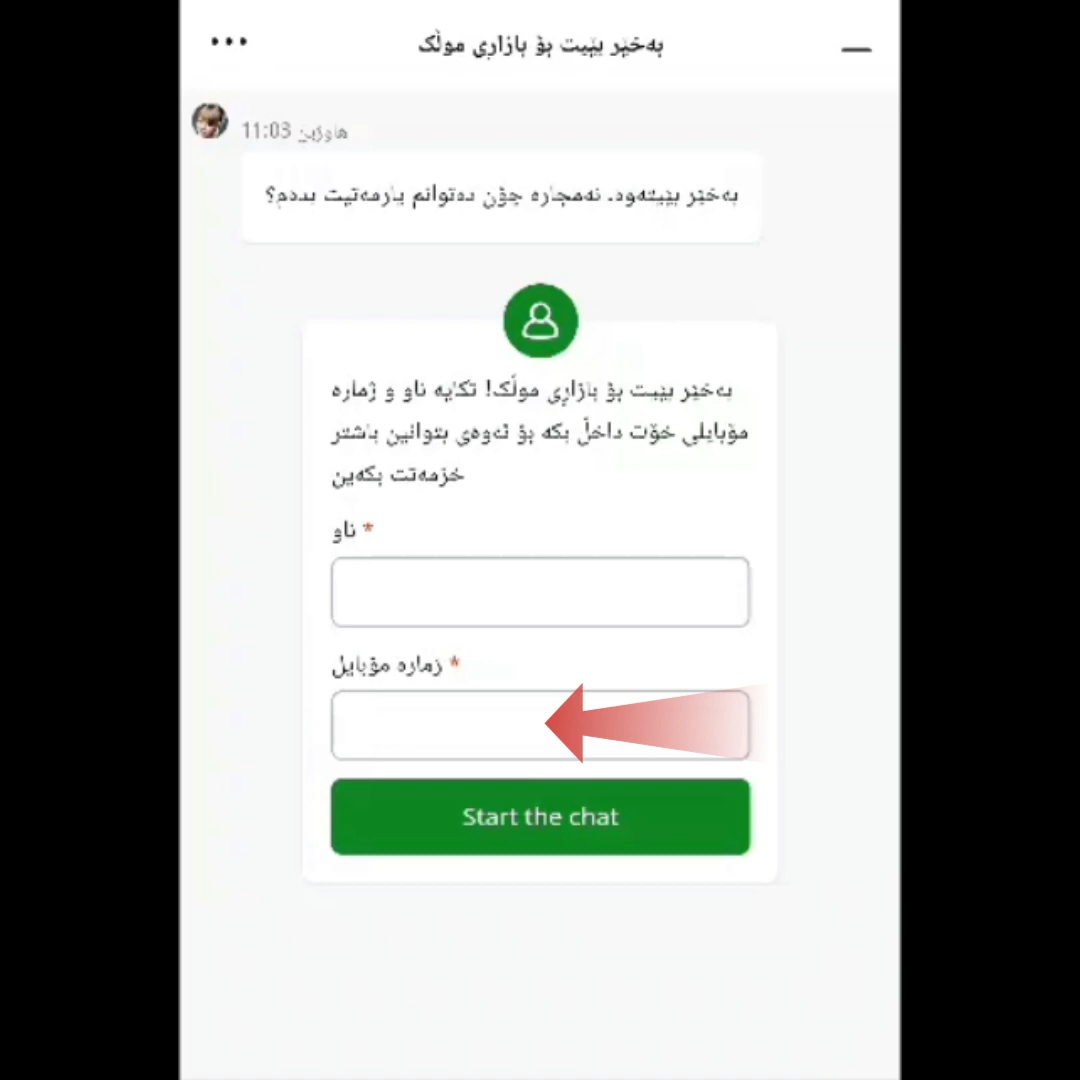 بەخێر بێیت بۆ بازاڕی موڵک
هاوژین 11:03
بەخێر بێیتەوە. ئەمجارە چۆن دەتوانم یارمەتیت بدەم؟
بەخێر بێیت بۆ بازاڕی موڵک! تکایە ناو و ژمارە
مۆبایلی خۆت داخڵ بکە بۆ ئەوەی بتوانین باشتر
خزمەتت بکەین
ناو *
ژمارە مۆبایل *
Start the chat